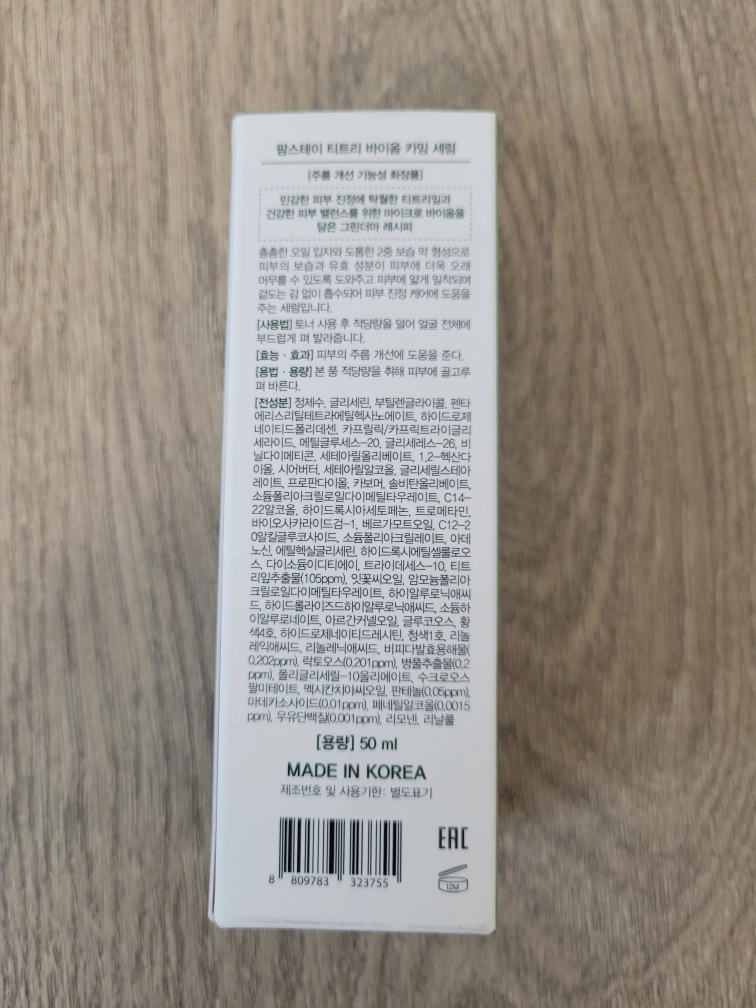 팜스테이 티트리 바이옴 카밍 세럼
[주름 개선 기능성 화장품]
민감한 피부 진정에 탁월한 티트리잎과
건강한 피부 밸런스를 위한 마이크로 바이옴을
담은 그린더마 레시피
촘촘한 오일 입자와 도톰한 2중 보습 막 형성으로
피부의 보습과 유효 성분이 피부에 더욱 오래
머무를 수 있도록 도와주고 피부에 얇게 밀착되며
겉도는 감 없이 흡수되어 피부 진정 케어에 도움을
주는 세럼입니다.
[사용법] 토너 사용 후 적당량을 덜어 얼굴 전체에
부드럽게 펴 발라줍니다.
[효능 · 효과] 피부의 주름 개선에 도움을 준다.
[용법 · 용량] 본 품 적당량을 취해 피부에 골고루
펴 바른다.
[전성분] 정제수, 글리세린, 부틸렌글라이콜, 펜타
에리스리틸테트라에틸헥사노에이트, 하이드로제
네이티드폴리데센, 카프릴릭/카프릭트라이글리
세라이드, 메틸글루세스-20, 글리세레스-26, 비
닐다이메티콘, 세테아릴올리베이트, 1,2-헥산다
이올, 시어버터, 세테아릴알코올, 글리세릴스테아
레이트, 프로판다이올, 카보머, 솔비탄올리베이트,
소듐폴리아크릴로일다이메틸타우레이트, C14-
22알코올, 하이드록시아세토페논, 트로메타민,
바이오사카라이드검-1, 베르가모트오일, C12-2
0알킬글루코사이드, 소듐폴리아크릴레이트, 아데
노신, 에틸헥실글리세린, 하이드록시에틸셀룰로오
스, 다이소듐이디티에이, 트라이데세스-10, 티트
리잎추출물(105ppm), 잇꽃씨오일, 암모늄폴리아
크릴로일다이메틸타우레이트, 하이알루로닉애씨
드, 하이드롤라이즈드하이알루로닉애씨드, 소듐하
이알루로네이트, 아르간커넬오일, 글루코오스, 황
색4호, 하이드로제네이티드레시틴, 청색1호, 리놀
레익애씨드, 리놀레닉애씨드, 비피다발효용해물(
0.202ppm), 락토오스(0.201ppm), 병풀추출물(0.2
ppm), 폴리글리세릴-10올리에이트, 수크로오스
팔미테이트, 멕시칸치아씨오일, 판테놀(0.05ppm),
마데카소사이드(0.01ppm), 페네틸알코올(0.0015
ppm), 우유단백질(0.001ppm), 리모넨, 리날룰
[용량] 50 ml
MADE IN KOREA
제조번호 및 사용기한: 별도표기
EAC
8 809783 323755
12M